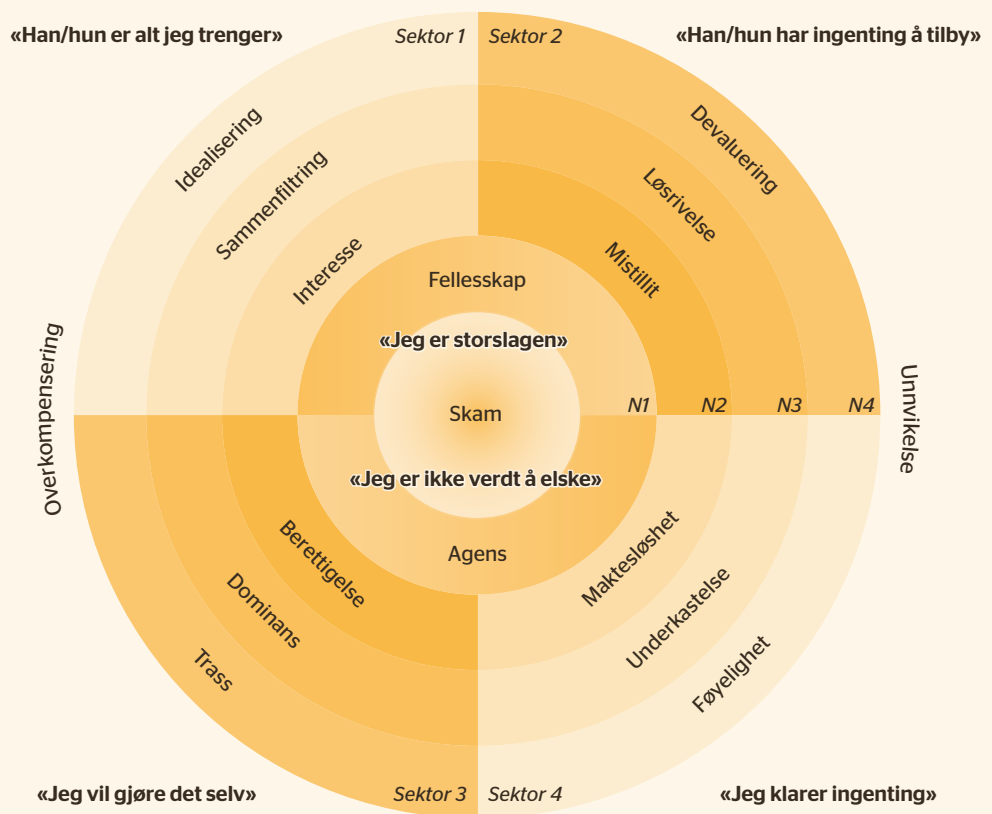 «Han/hun er alt jeg trenger»
Sektor 1
Sektor 2
«Han/hun har ingenting å tilby»
Idealisering
Sammenfiltring
Interesse
Devaluering
Løsrivelse
Mistillit
Fellesskap
«Jeg er storslagen»
Skam
N1
N2
N3
N4
Overkompensering
Unnvikelse
«Jeg er ikke verdt å elske»
Agens
Berettigelse
Dominans
Trass
Maktesløshet
Underkastelse
Føyelighet
«Jeg vil gjøre det selv»
Sektor 3
Sektor 4
«Jeg klarer ingenting»